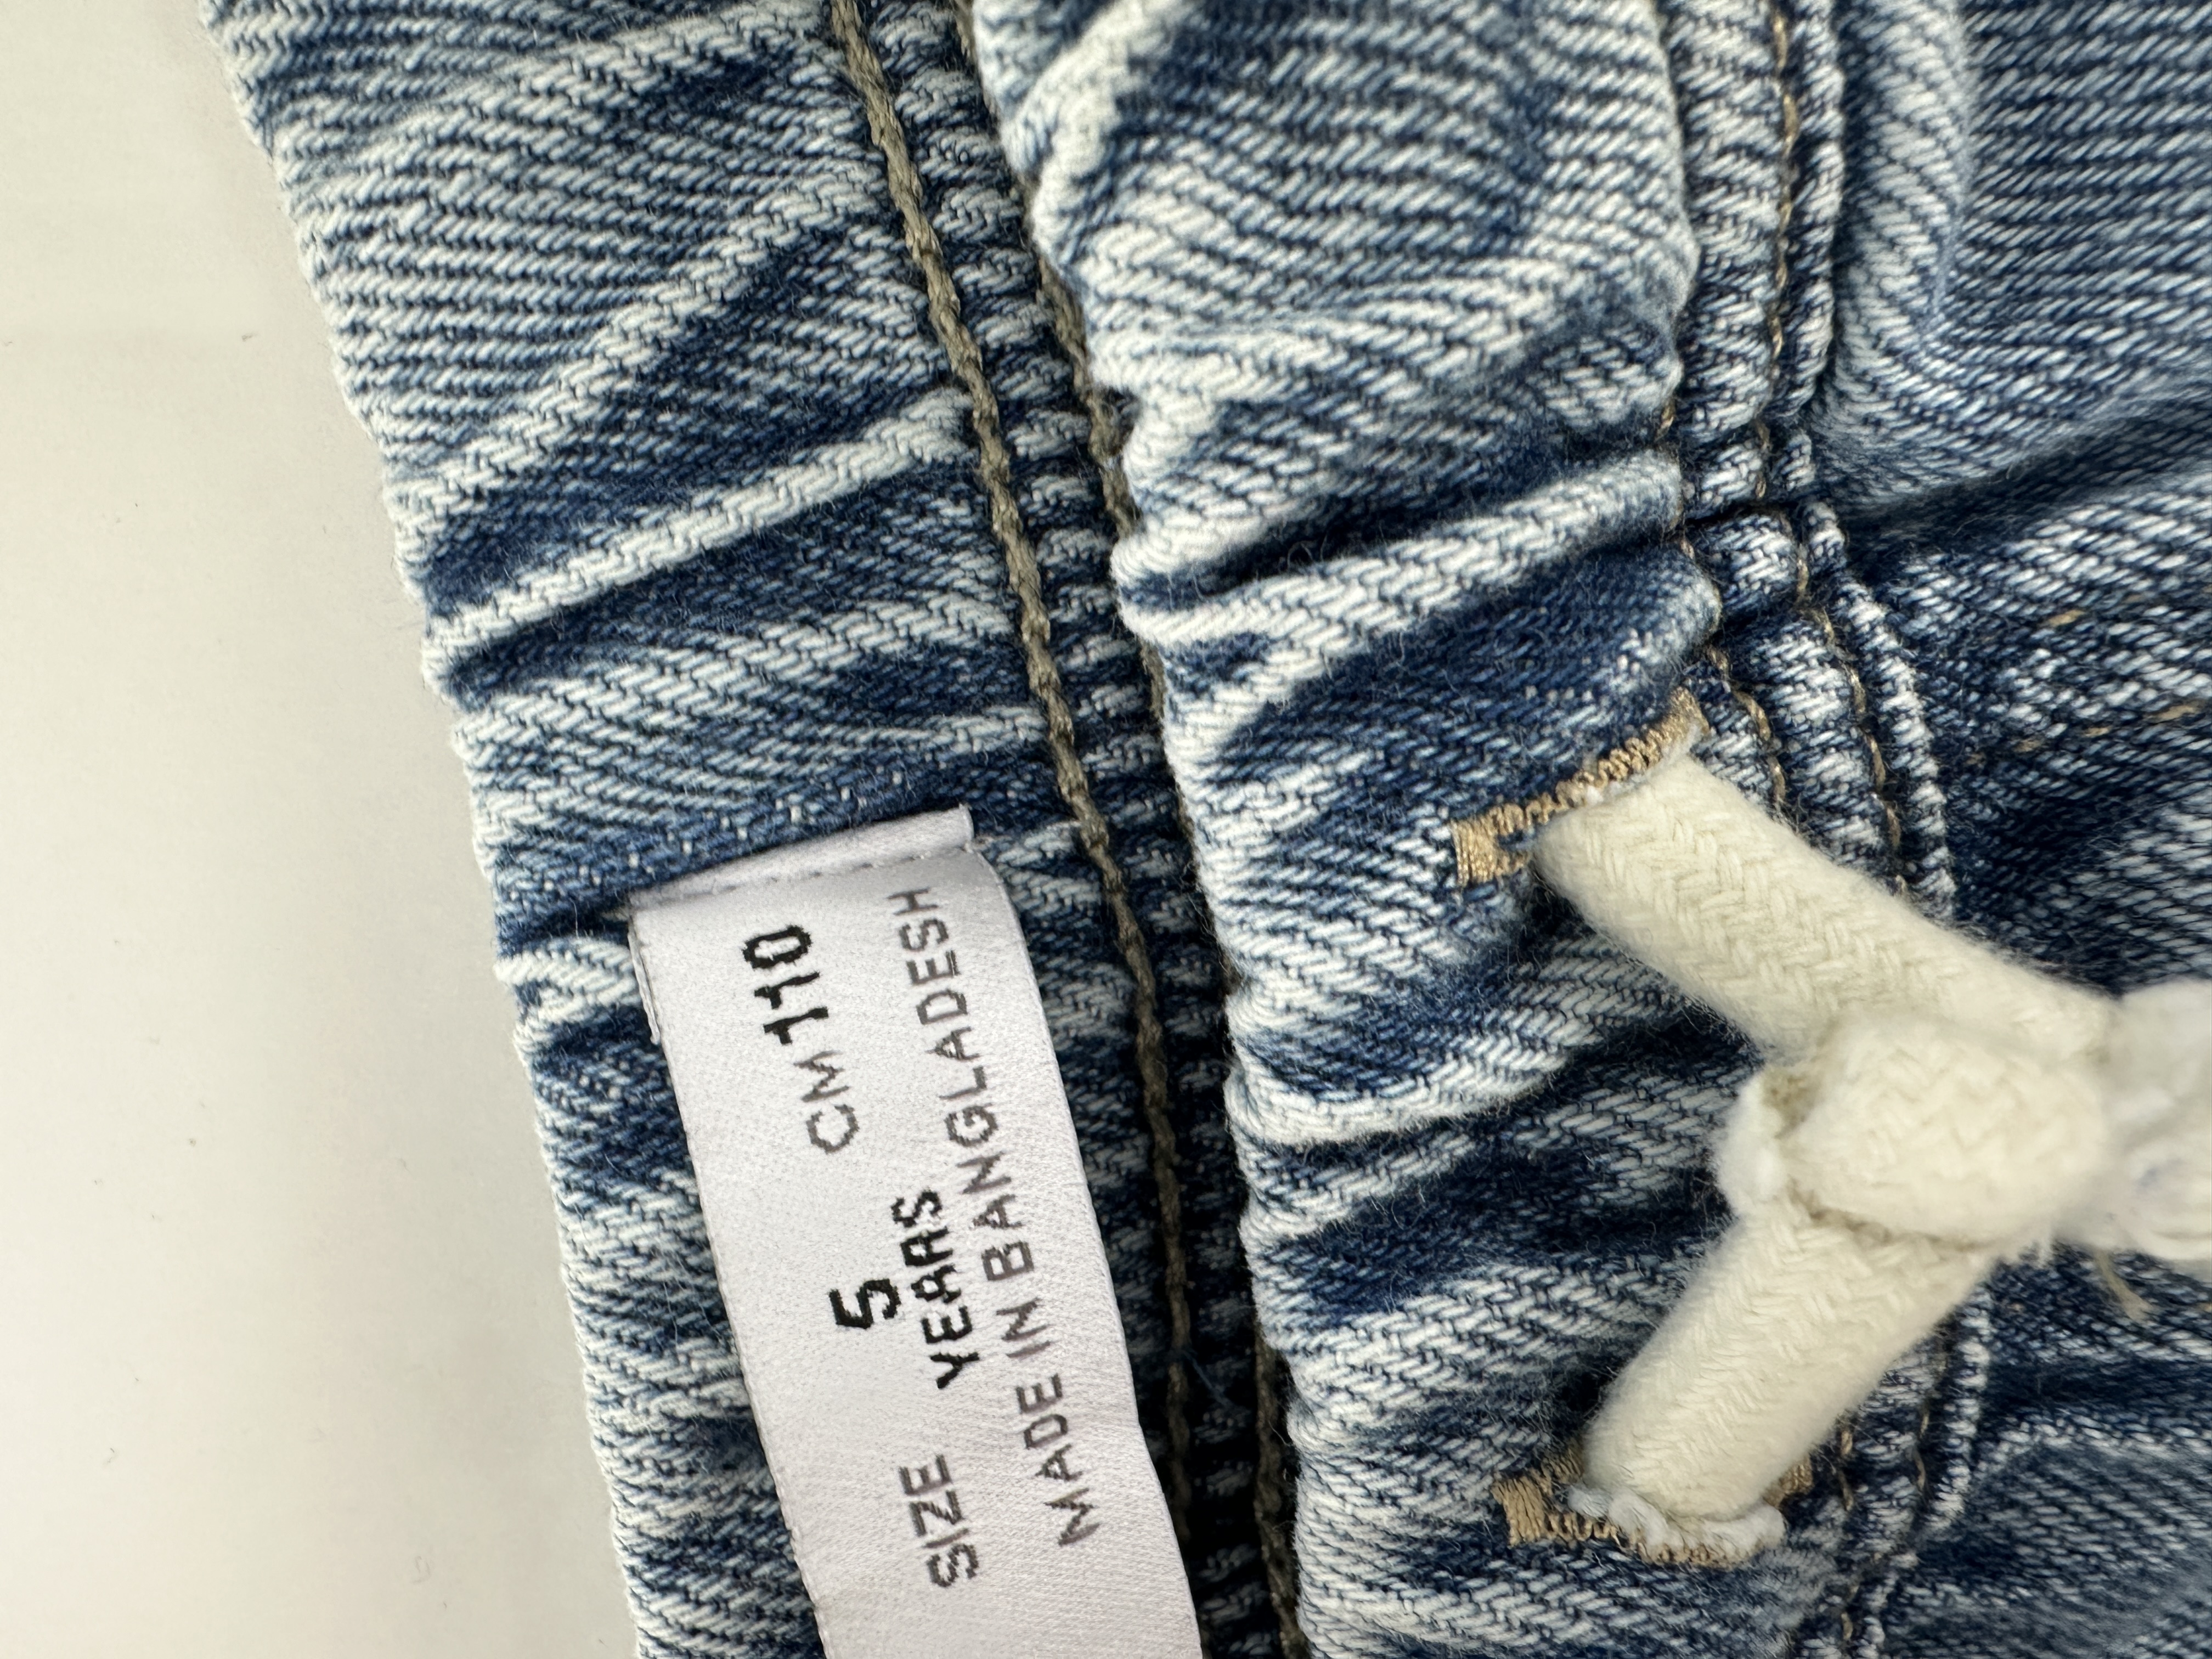 SIZE 5 CM 110
YEARS
MADE IN BANGLADESH